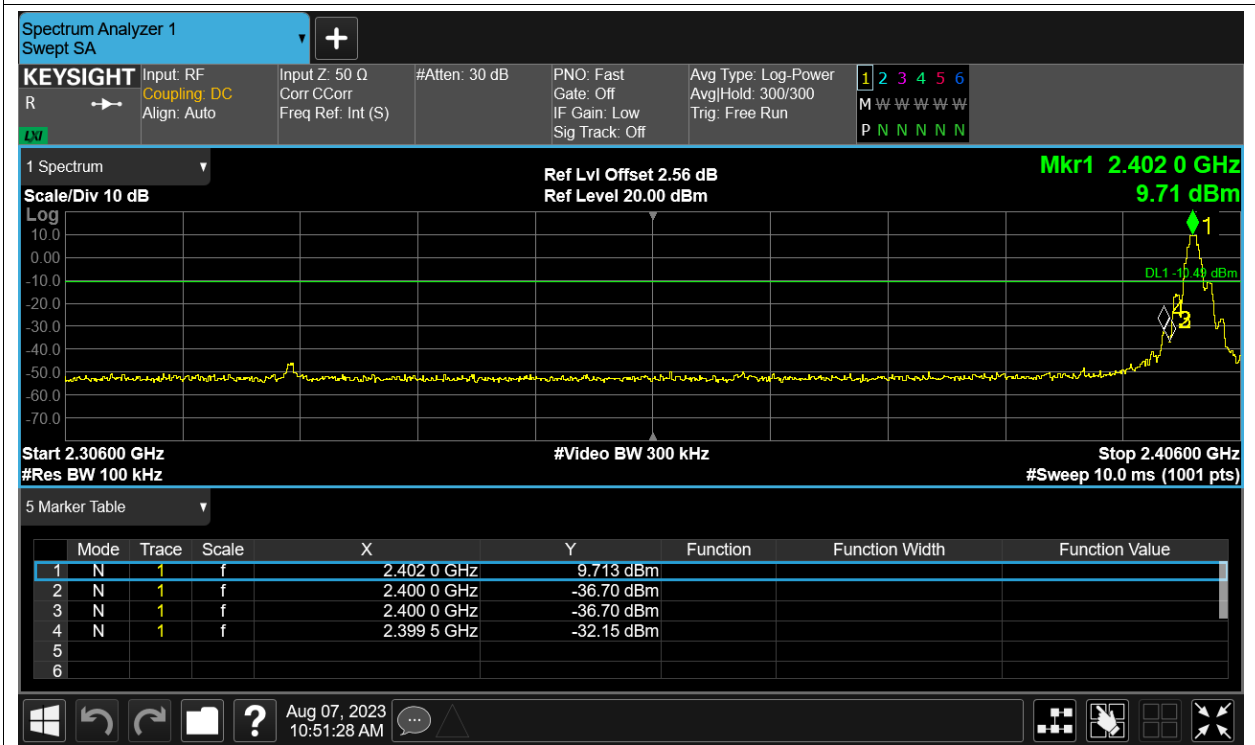 Spectrum Analyzer 1
Swept SA
KEYSIGHT
R
LXI
Input: RF
Coupling: DC
Align: Auto
Input Z: 50 Ω
Corr CCorr
Freq Ref: Int (S)
#Atten: 30 dB
PNO: Fast
Gate: Off
IF Gain: Low
Sig Track: Off
Avg Type: Log-Power
Avg|Hold: 300/300
Trig: Free Run
1 2 3 4 5 6
M W W W W W
P N N N N N
1 Spectrum
Scale/Div 10 dB
Ref Lvl Offset 2.56 dB
Ref Level 20.00 dBm
Mkr1 2.402 0 GHz
9.71 dBm
Log
10.0
0.00
-10.0
-20.0
-30.0
-40.0
-50.0
-60.0
-70.0
1
DL1 -10.49 dBm
4
3
Start 2.30600 GHz
#Video BW 300 kHz
Stop 2.40600 GHz
#Res BW 100 kHz
#Sweep 10.0 ms (1001 pts)
5 Marker Table
Mode Trace Scale X Y Function Function Width Function Value
1 N 1 f 2.402 0 GHz 9.713 dBm
2 N 1 f 2.400 0 GHz -36.70 dBm
3 N 1 f 2.400 0 GHz -36.70 dBm
4 N 1 f 2.399 5 GHz -32.15 dBm
5
6
?
Aug 07, 2023
10:51:28 AM